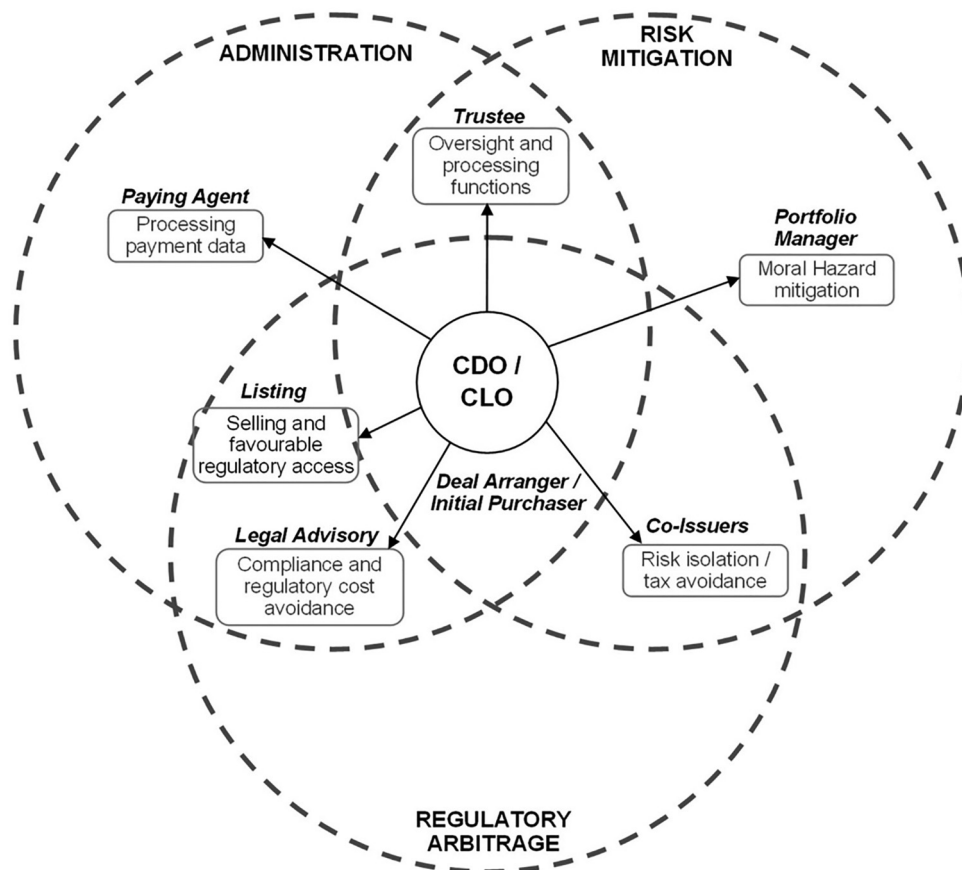 ADMINISTRATION
RISK
MITIGATION
Trustee
Oversight and
processing
functions
Paying Agent
Processing
payment data
Portfolio
Manager
Moral Hazard
mitigation
CDO /
CLO
Listing
Selling and
favourable
regulatory access
Deal Arranger /
Initial Purchaser
Legal Advisory
Compliance and
regulatory cost
avoidance
Co-Issuers
Risk isolation /
tax avoidance
REGULATORY
ARBITRAGE